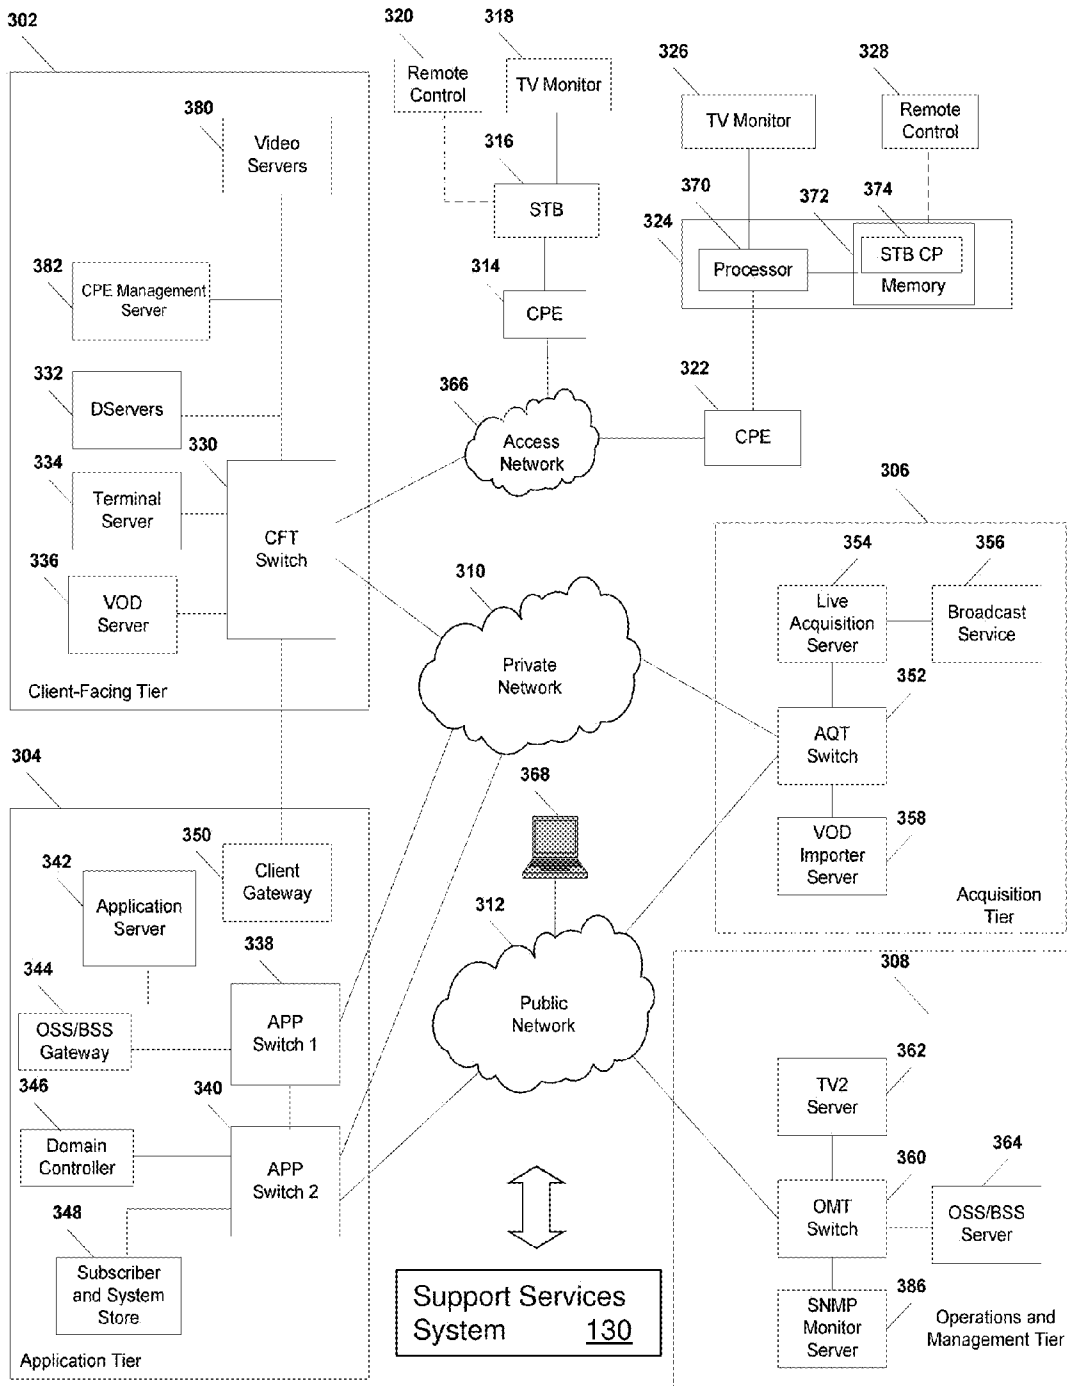 302
320
318
Remote
Control
TV Monitor
326
328
TV Monitor
Remote
Control
380
Video
Servers
316
STB
370
372
374
324
Processor
STB CP
Memory
382
CPE Management
Server
314
CPE
332
DServers
366
Access
Network
322
CPE
330
334
Terminal
Server
CFT
Switch
336
VOD
Server
Client-Facing Tier
306
354
356
Live
Acquisition
Server
Broadcast
Service
310
Private
Network
352
AQT
Switch
358
VOD
Importer
Server
Acquisition
Tier
304
368
350
Client
Gateway
342
Application
Server
312
Public
Network
338
344
APP
Switch 1
OSS/BSS
Gateway
346
340
Domain
Controller
APP
Switch 2
348
Subscriber
and System
Store
Application Tier
308
362
TV2
Server
360
364
OMT
Switch
OSS/BSS
Server
386
SNMP
Monitor
Server
Operations and
Management Tier
Support Services
System 130